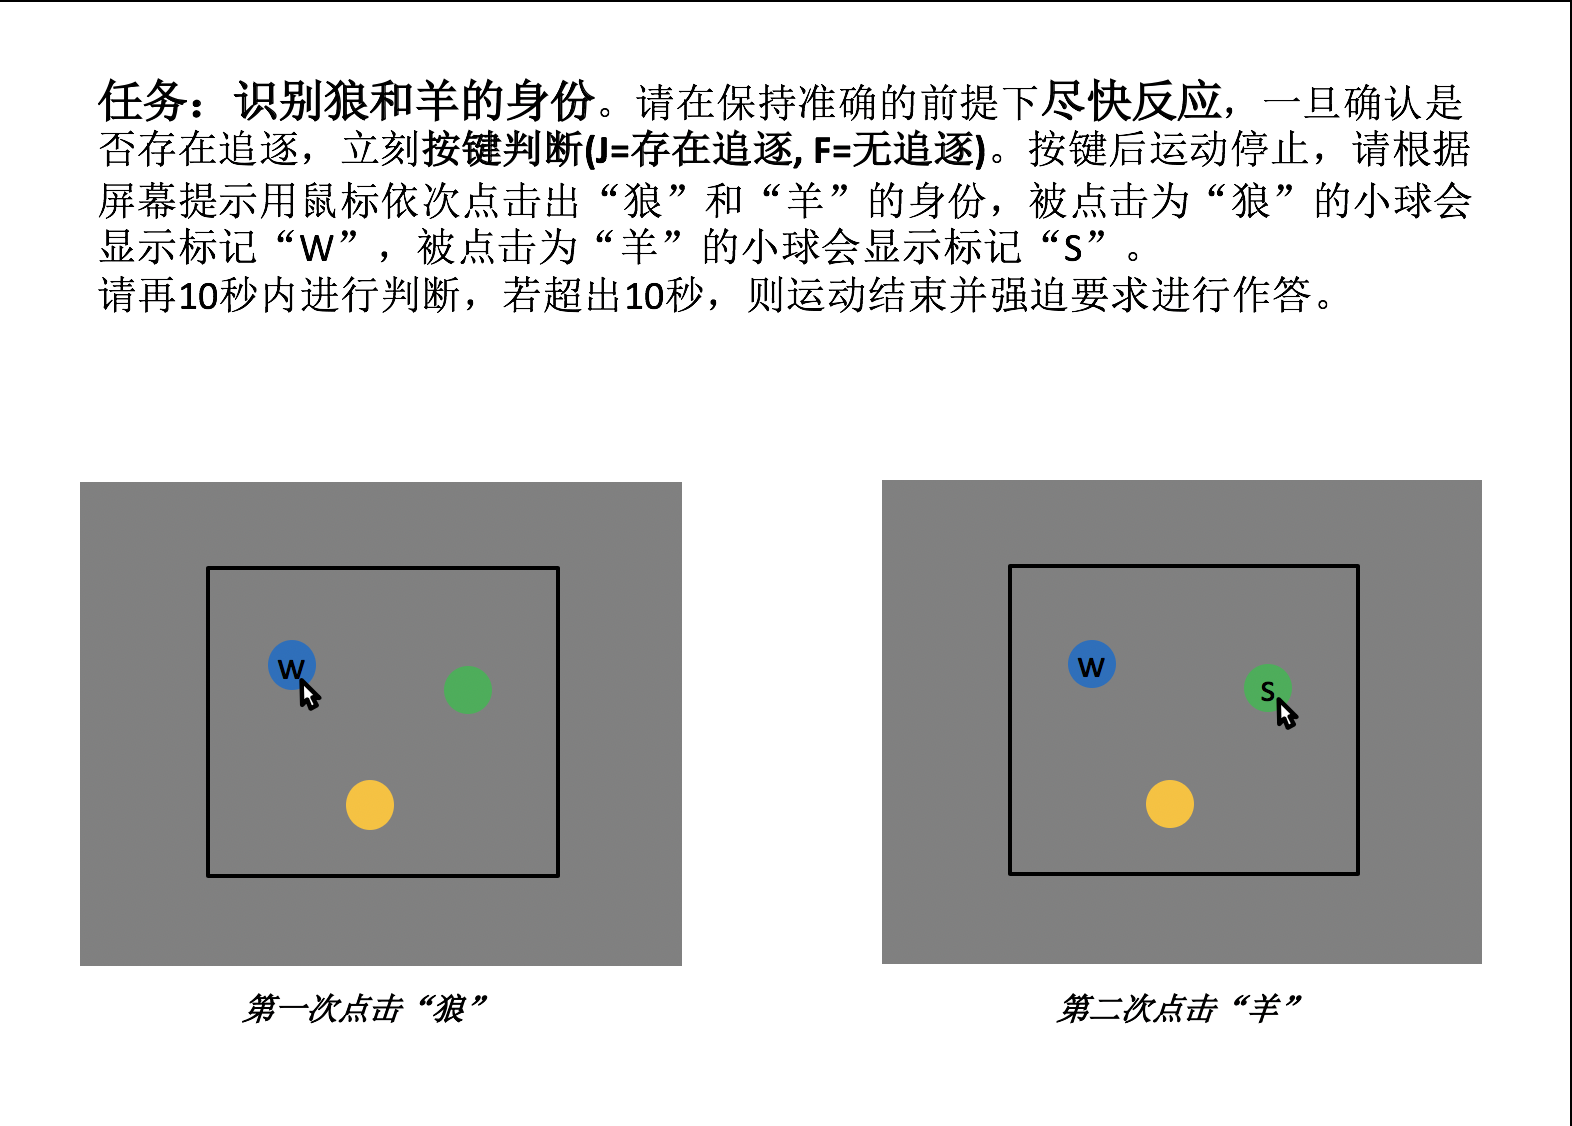 任务：识别狼和羊的身份。请在保持准确的前提下尽快反应，一旦确认是
否存在追逐，立刻按键判断(J=存在追逐, F=无追逐)。按键后运动停止，请根据
屏幕提示用鼠标依次点击出“狼”和“羊”的身份，被点击为“狼”的小球会
显示标记“W”，被点击为“羊”的小球会显示标记“S”。
请再10秒内进行判断，若超出10秒，则运动结束并强迫要求进行作答。
W
W
S
第一次点击“狼”
第二次点击“羊”